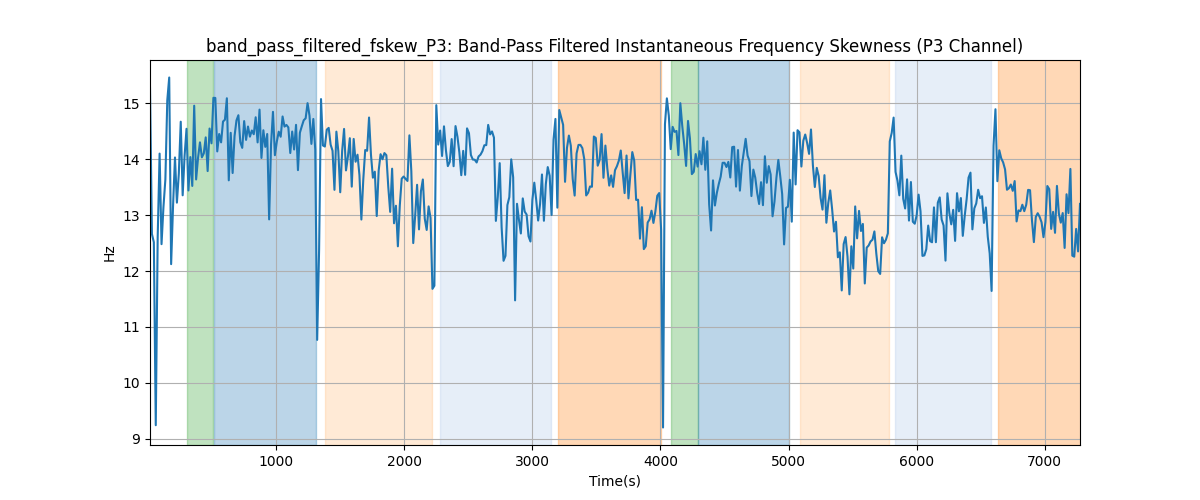 band_pass_filtered_fskew_P3: Band-Pass Filtered Instantaneous Frequency Skewness (P3 Channel)
15
14
13
12
11
10
9
Hz
1000 2000 3000 4000 5000 6000 7000
Time(s)